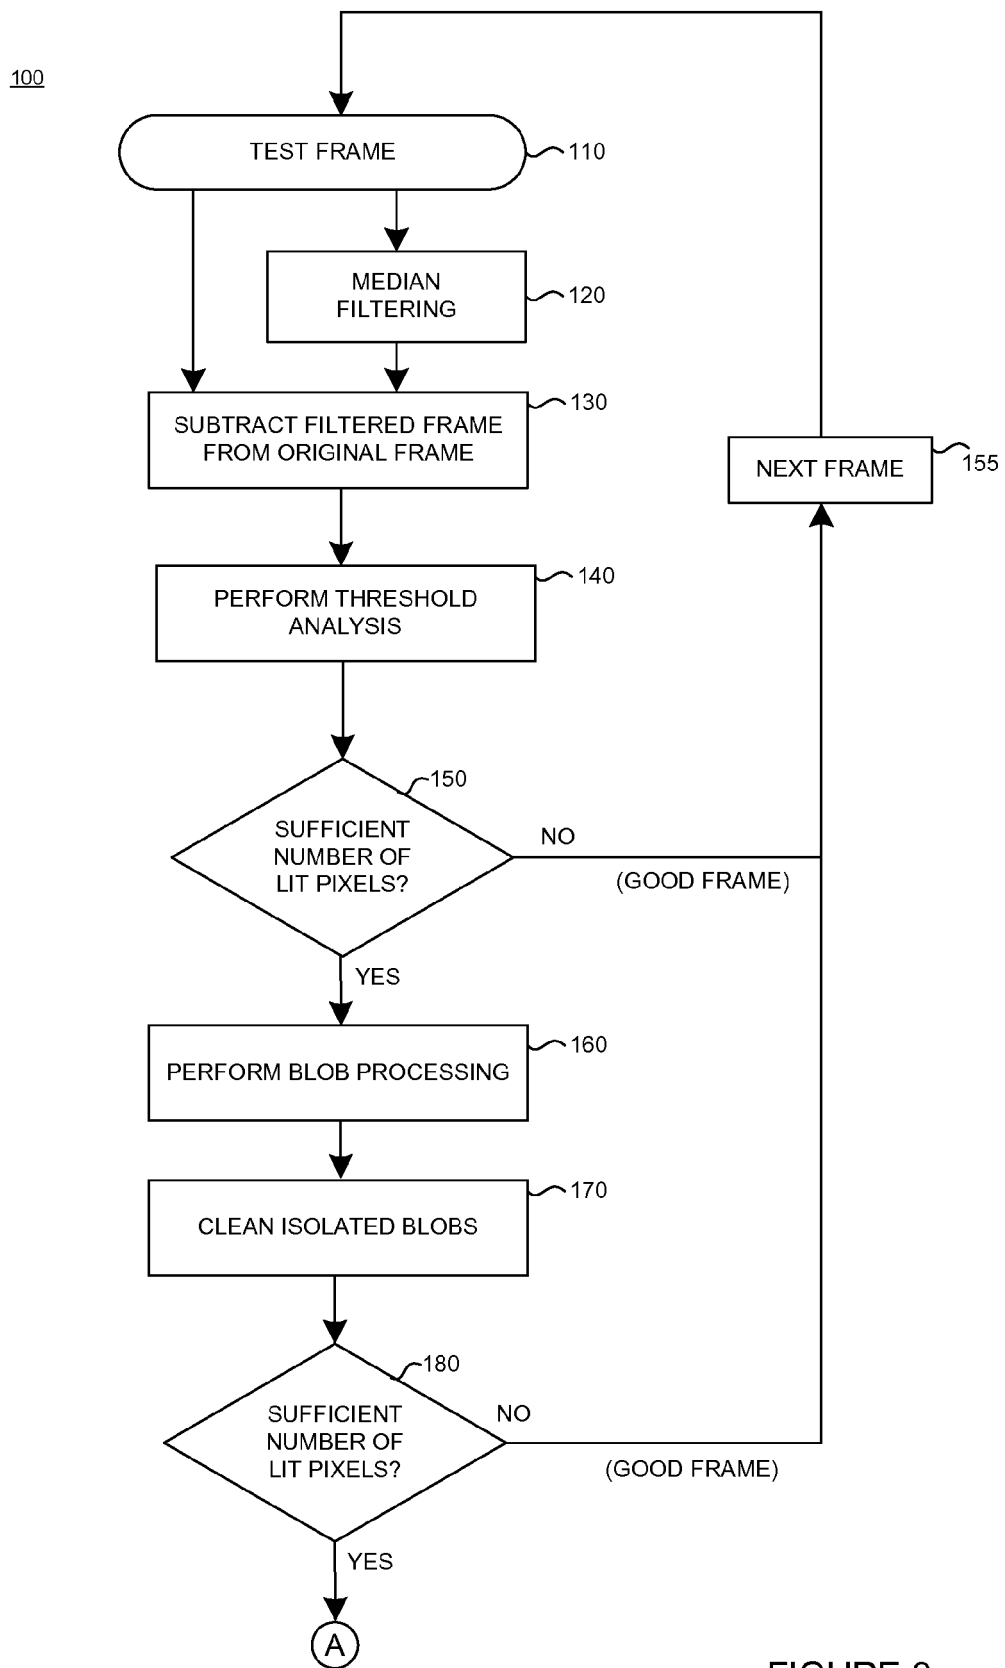 100
TEST FRAME
110
MEDIAN
FILTERING
120
SUBTRACT FILTERED FRAME
FROM ORIGINAL FRAME
130
NEXT FRAME
155
PERFORM THRESHOLD
ANALYSIS
140
150
SUFFICIENT
NUMBER OF
LIT PIXELS?
NO
(GOOD FRAME)
YES
PERFORM BLOB PROCESSING
160
CLEAN ISOLATED BLOBS
170
180
SUFFICIENT
NUMBER OF
LIT PIXELS?
NO
(GOOD FRAME)
YES
A
FIGURE